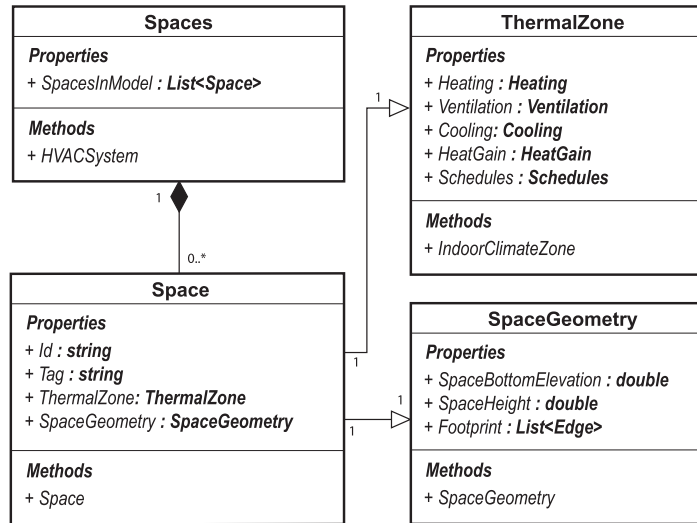 Spaces
Properties
+ SpacesInModel : List<Space>
Methods
+ HVACSystem
1
0..*
Space
Properties
+ Id : string
+ Tag : string
+ ThermalZone: ThermalZone
+ SpaceGeometry : SpaceGeometry
Methods
+ Space
1
1
ThermalZone
Properties
+ Heating : Heating
+ Ventilation : Ventilation
+ Cooling: Cooling
+ HeatGain : HeatGain
+ Schedules : Schedules
Methods
+ IndoorClimateZone
1
1
SpaceGeometry
Properties
+ SpaceBottomElevation : double
+ SpaceHeight : double
+ Footprint : List<Edge>
Methods
+ SpaceGeometry